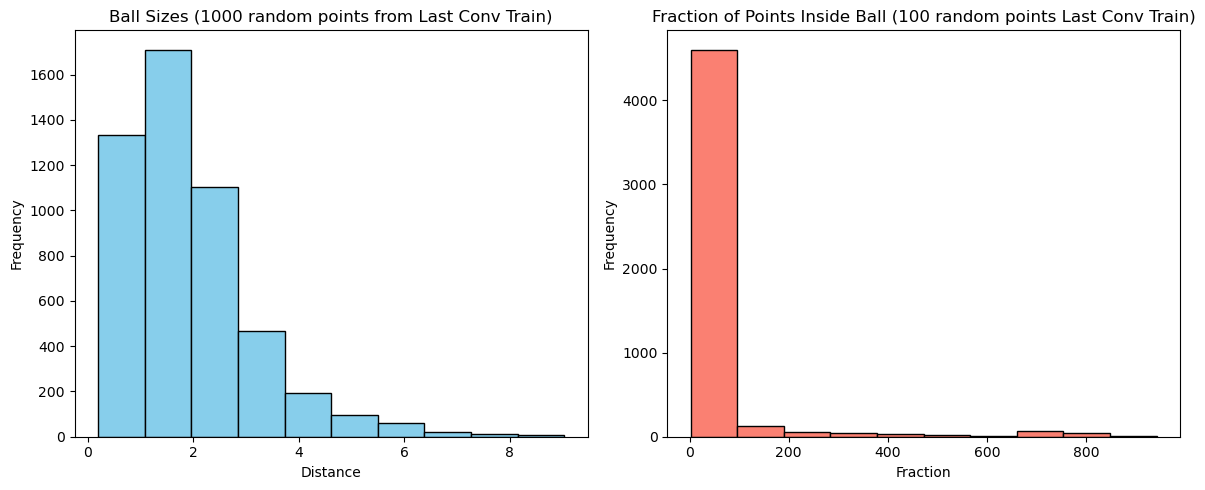 Ball Sizes (1000 random points from Last Conv Train)
Frequency
1600
1400
1200
1000
800
600
400
200
0
0 2 4 6 8
Distance
Fraction of Points Inside Ball (100 random points Last Conv Train)
Frequency
4000
3000
2000
1000
0
0 200 400 600 800
Fraction